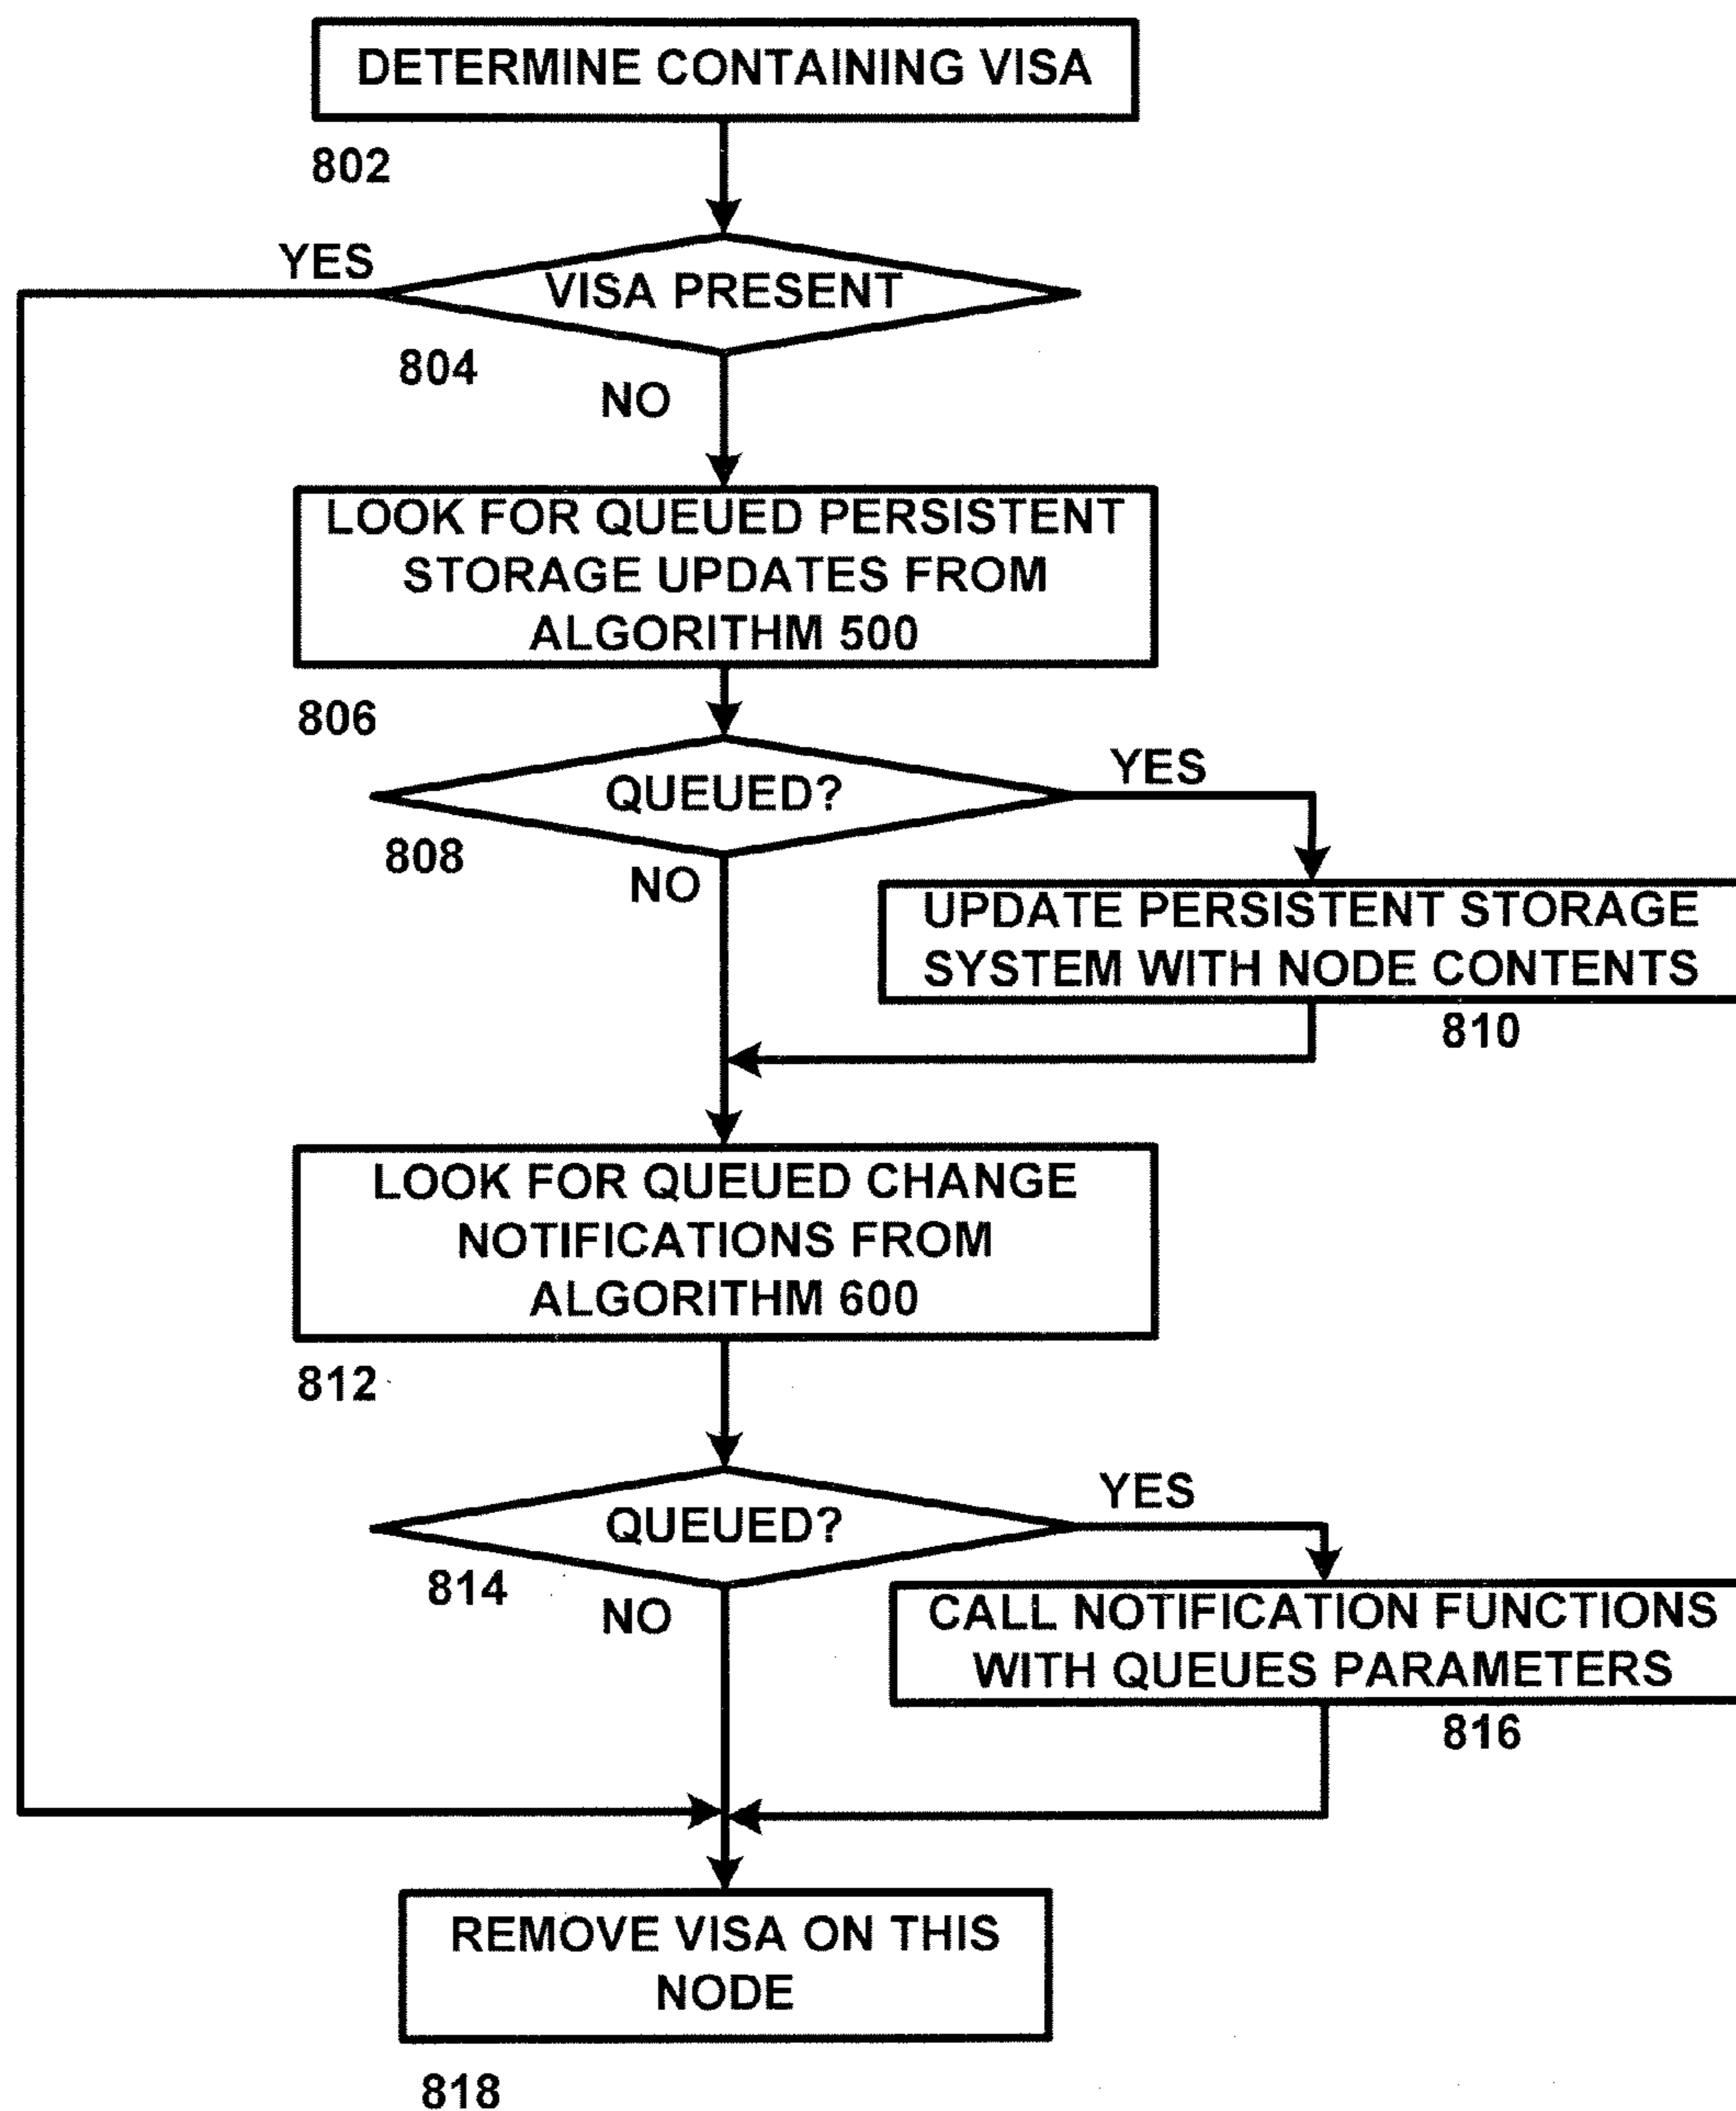 DETERMINE CONTAINING VISA
802
YES
VISA PRESENT
804
NO
LOOK FOR QUEUED PERSISTENT
STORAGE UPDATES FROM
ALGORITHM 500
806
QUEUED?
YES
808
NO
UPDATE PERSISTENT STORAGE
SYSTEM WITH NODE CONTENTS
810
LOOK FOR QUEUED CHANGE
NOTIFICATIONS FROM
ALGORITHM 600
812
QUEUED?
YES
814
NO
CALL NOTIFICATION FUNCTIONS
WITH QUEUES PARAMETERS
816
REMOVE VISA ON THIS
NODE
818